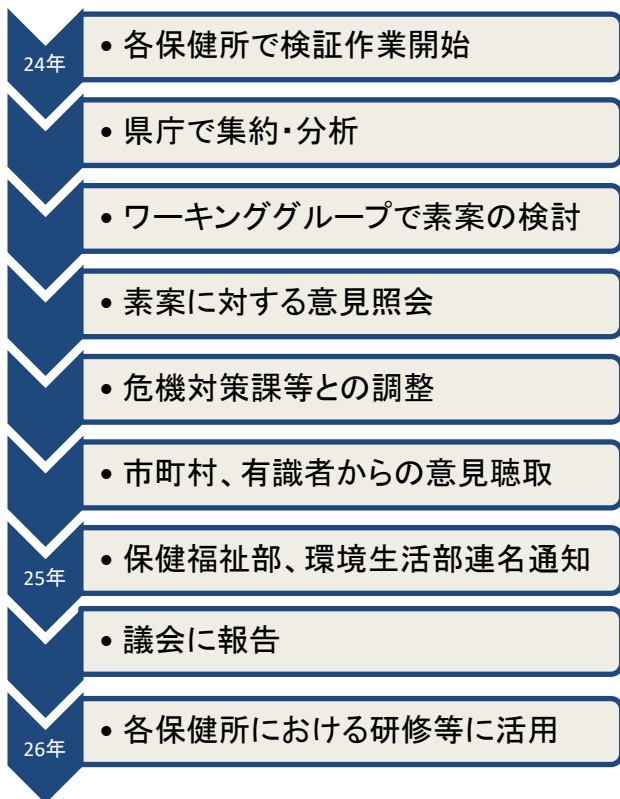 24年
• 各保健所で検証作業開始
• 県庁で集約・分析
• ワーキンググループで素案の検討
• 素案に対する意見照会
• 危機対策課等との調整
• 市町村、有識者からの意見聴取
25年
• 保健福祉部、環境生活部連名通知
• 議会に報告
26年
• 各保健所における研修等に活用